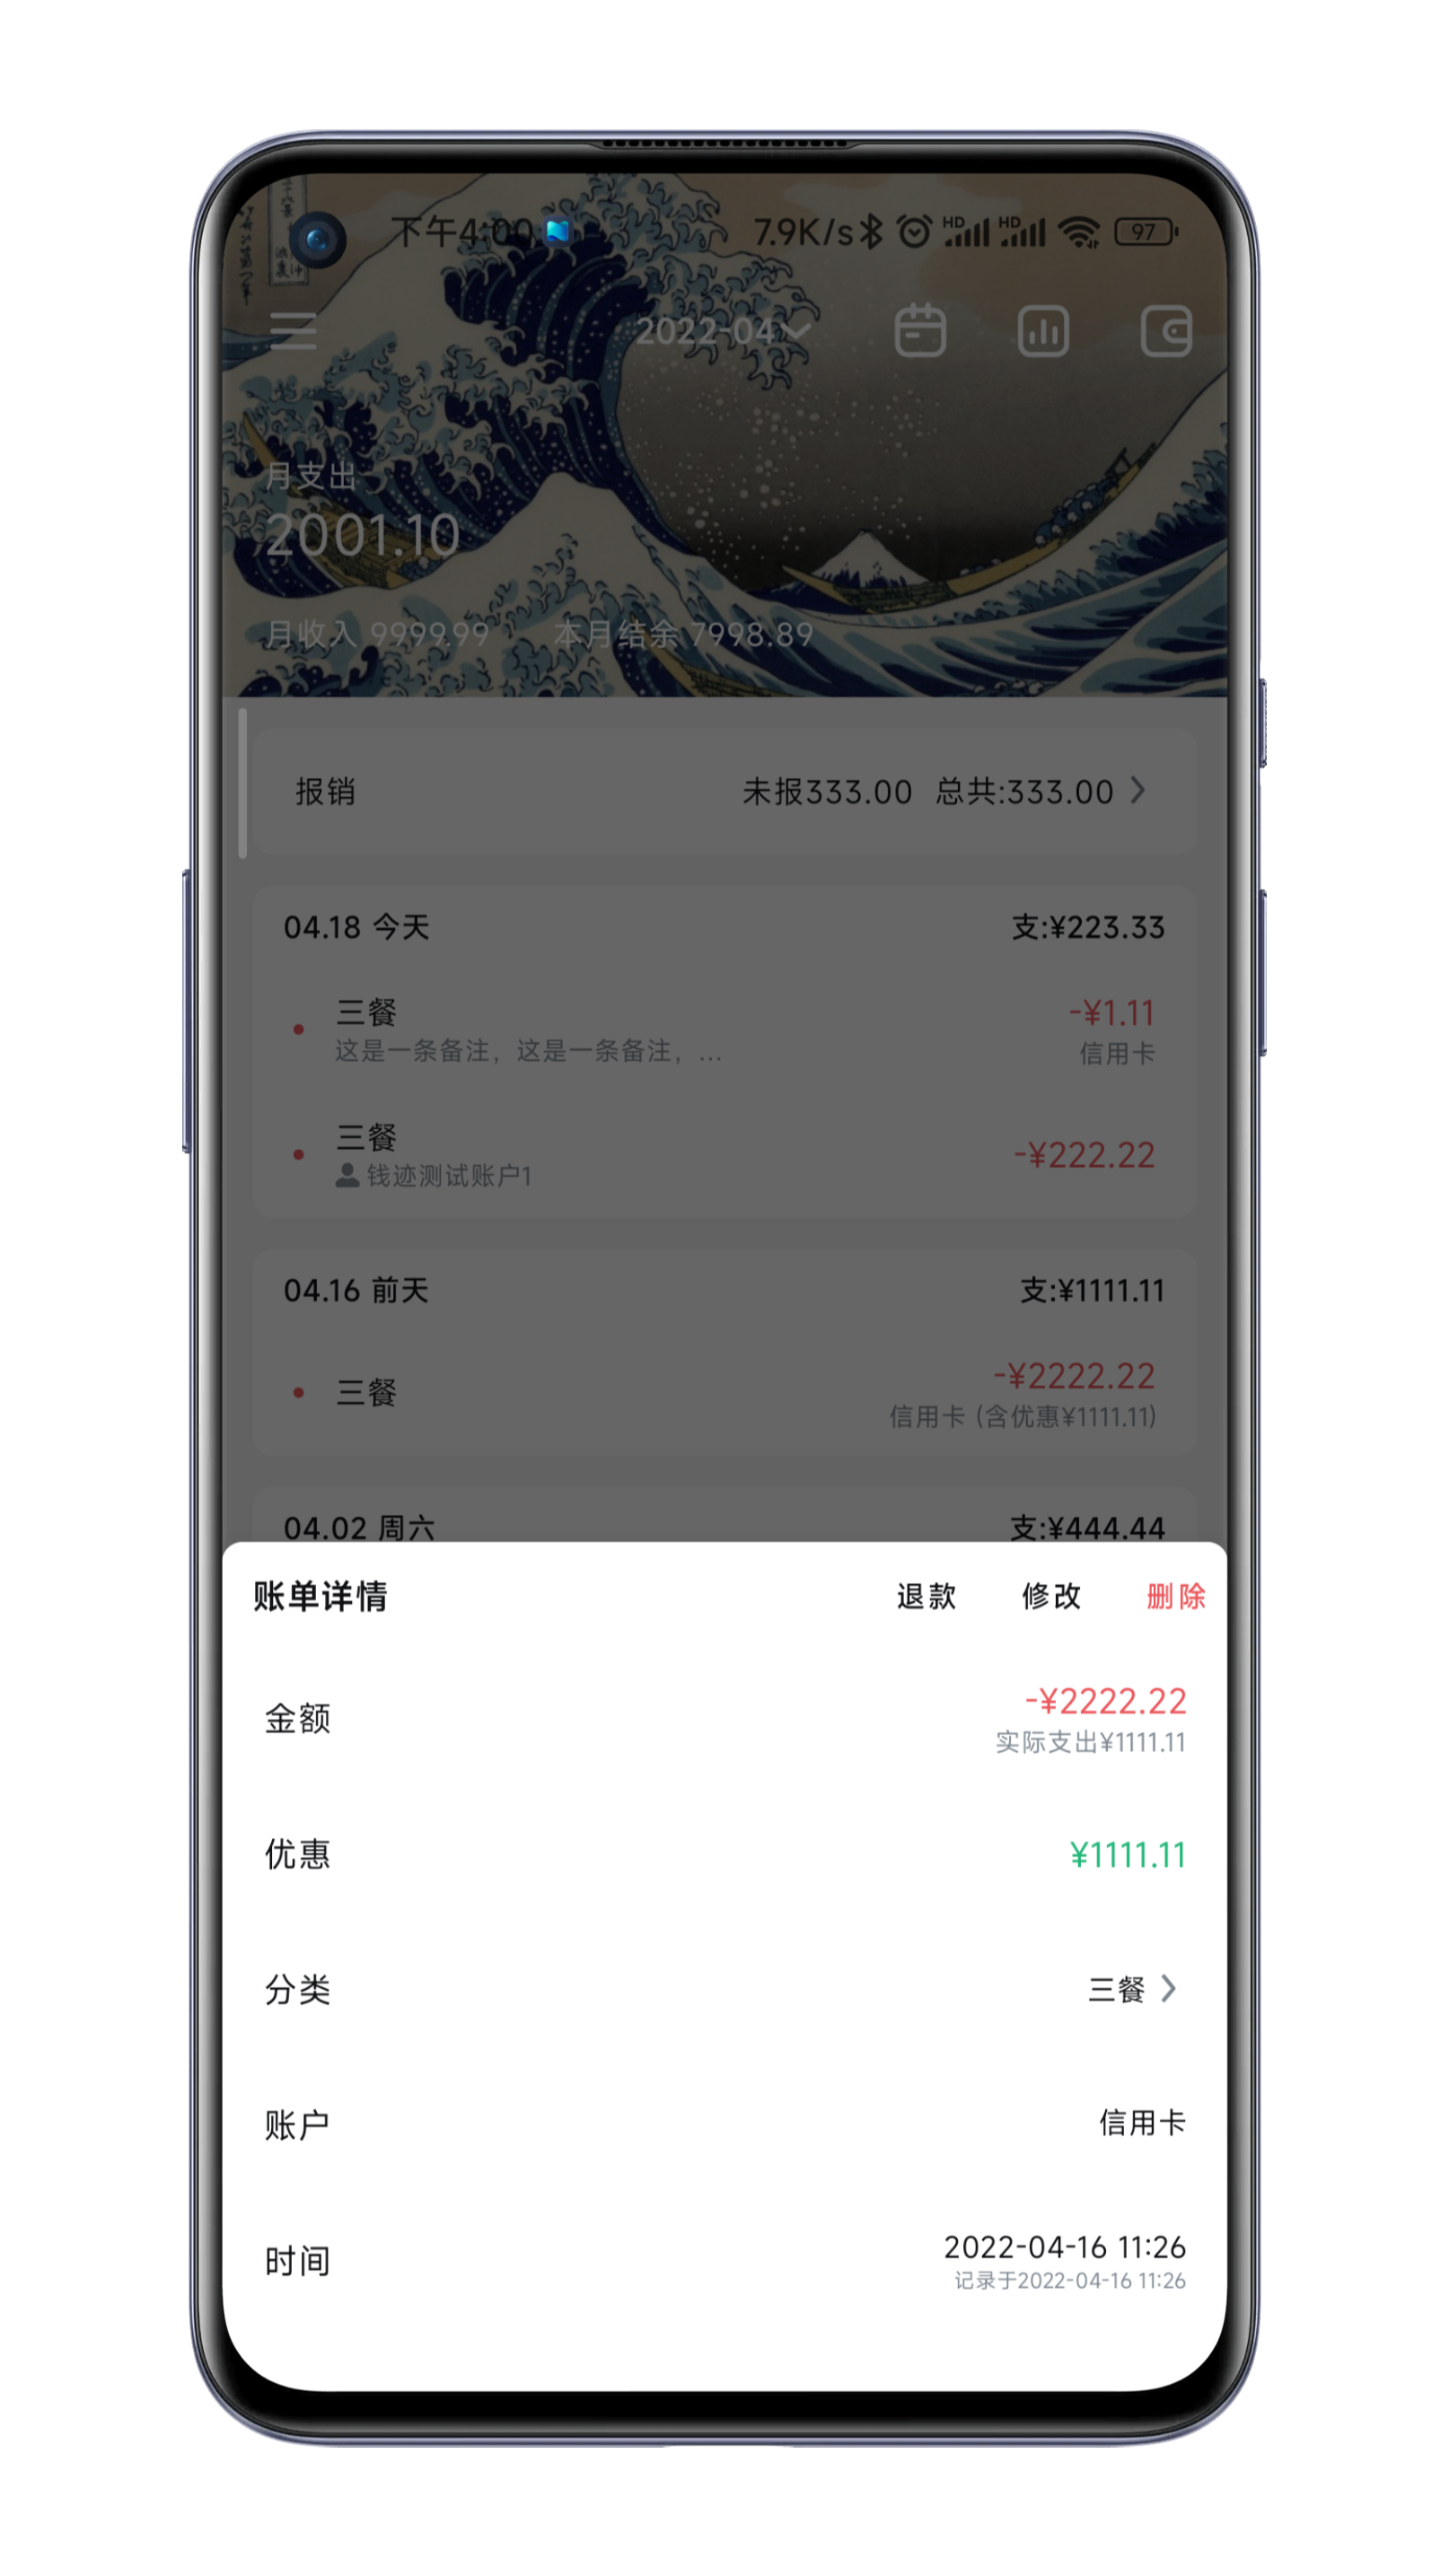 下午4:00 7.9K/s HD HD 97
2022-04
月支出
2001.10
月收入 9999.99 本月结余 7998.89
报销 未报333.00 总共:333.00
04.18 今天 支:¥223.33
三餐 -¥1.11
这是一条备注，这是一条备注，... 信用卡
三餐 -¥222.22
钱迹测试账户1
04.16 前天 支:¥1111.11
三餐 -¥2222.22
信用卡 (含优惠¥1111.11)
04.02 周六 支:¥444.44
账单详情 退款 修改 删除
金额 -¥2222.22
实际支出¥1111.11
优惠 ¥1111.11
分类 三餐
账户 信用卡
时间 2022-04-16 11:26
记录于2022-04-16 11:26